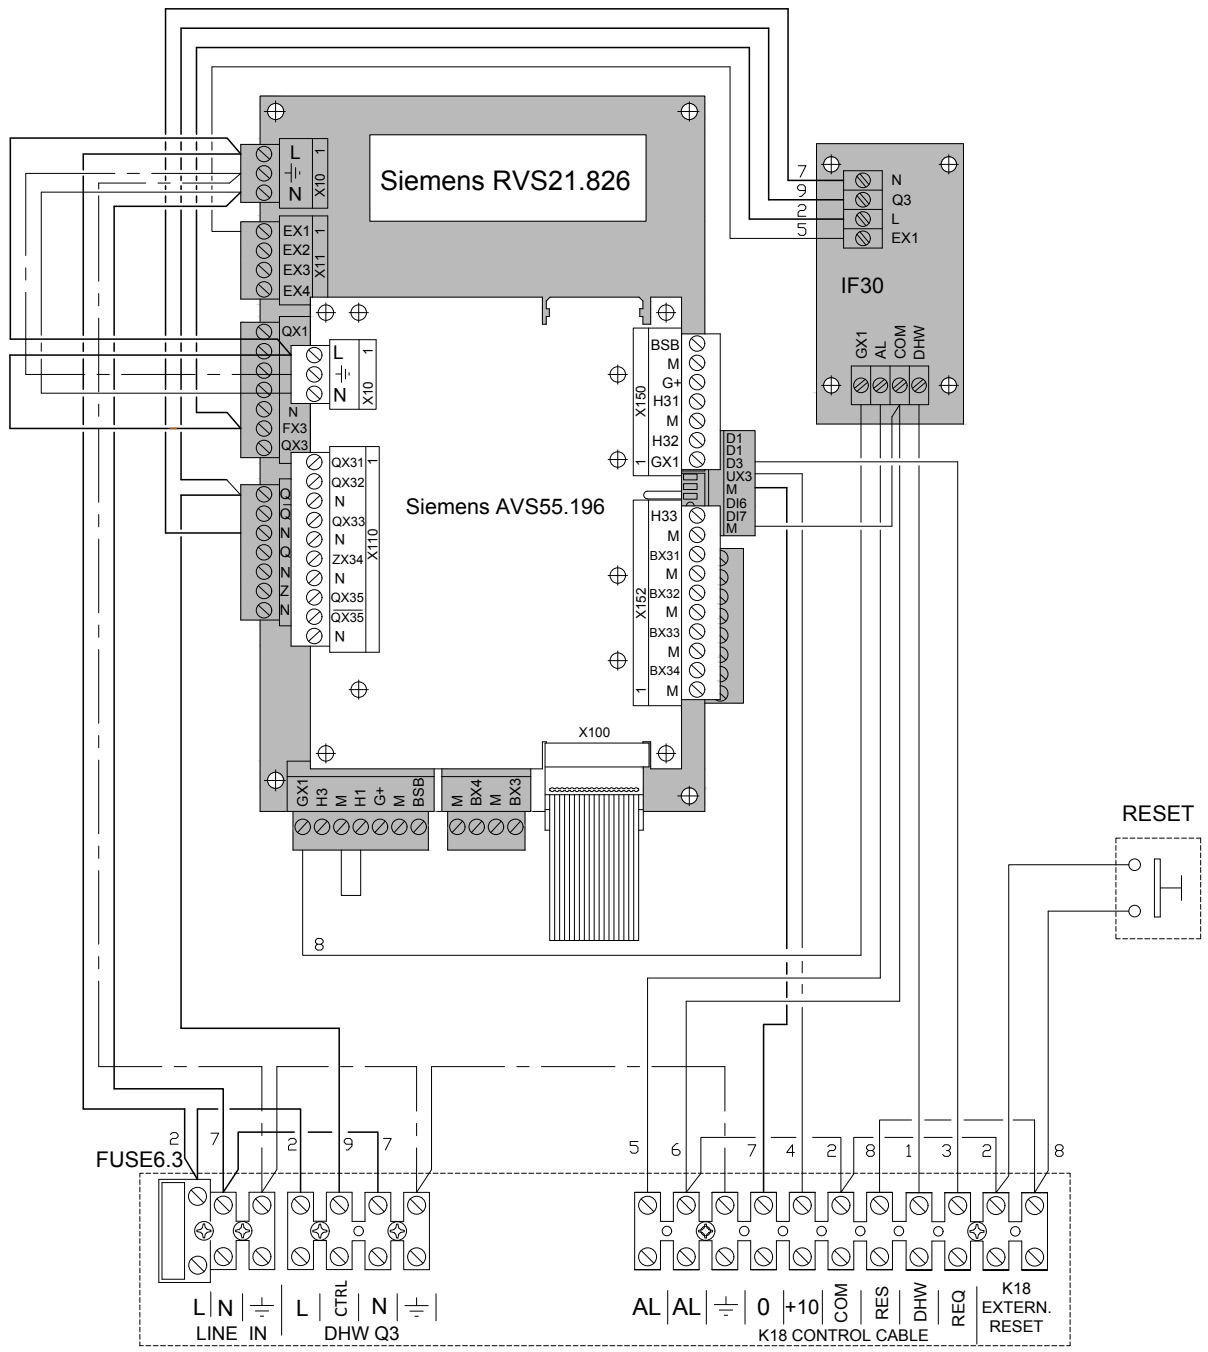 Siemens RVS21.826
L
N
X10
1
EX1
EX2
EX3
EX4
X11
1
QX1
N
FX3
QX3
L
N
X10
1
Q
Q
N
Q
N
Z
N
QX31
QX32
N
QX33
N
ZX34
N
QX35
QX35
N
X110
1
Siemens AVS55.196
BSB
M
G+
H31
M
H32
GX1
X150
1
D1
D1
D3
UX3
M
DI6
DI7
M
H33
M
BX31
M
BX32
M
BX33
M
BX34
M
X152
1
X100
GX1
H3
M
H1
G+
M
BSB
M
BX4
M
BX3
7
9
2
5
N
Q3
L
EX1
IF30
GX1
AL
COM
DHW
RESET
8
2
7
2
9
7
FUSE6.3
5
6
7
4
2
8
1
3
2
8
L N
LINE IN
L CTRL N
DHW Q3
AL AL 0 +10 COM RES DHW REQ
K18 CONTROL CABLE
K18
EXTERN.
RESET